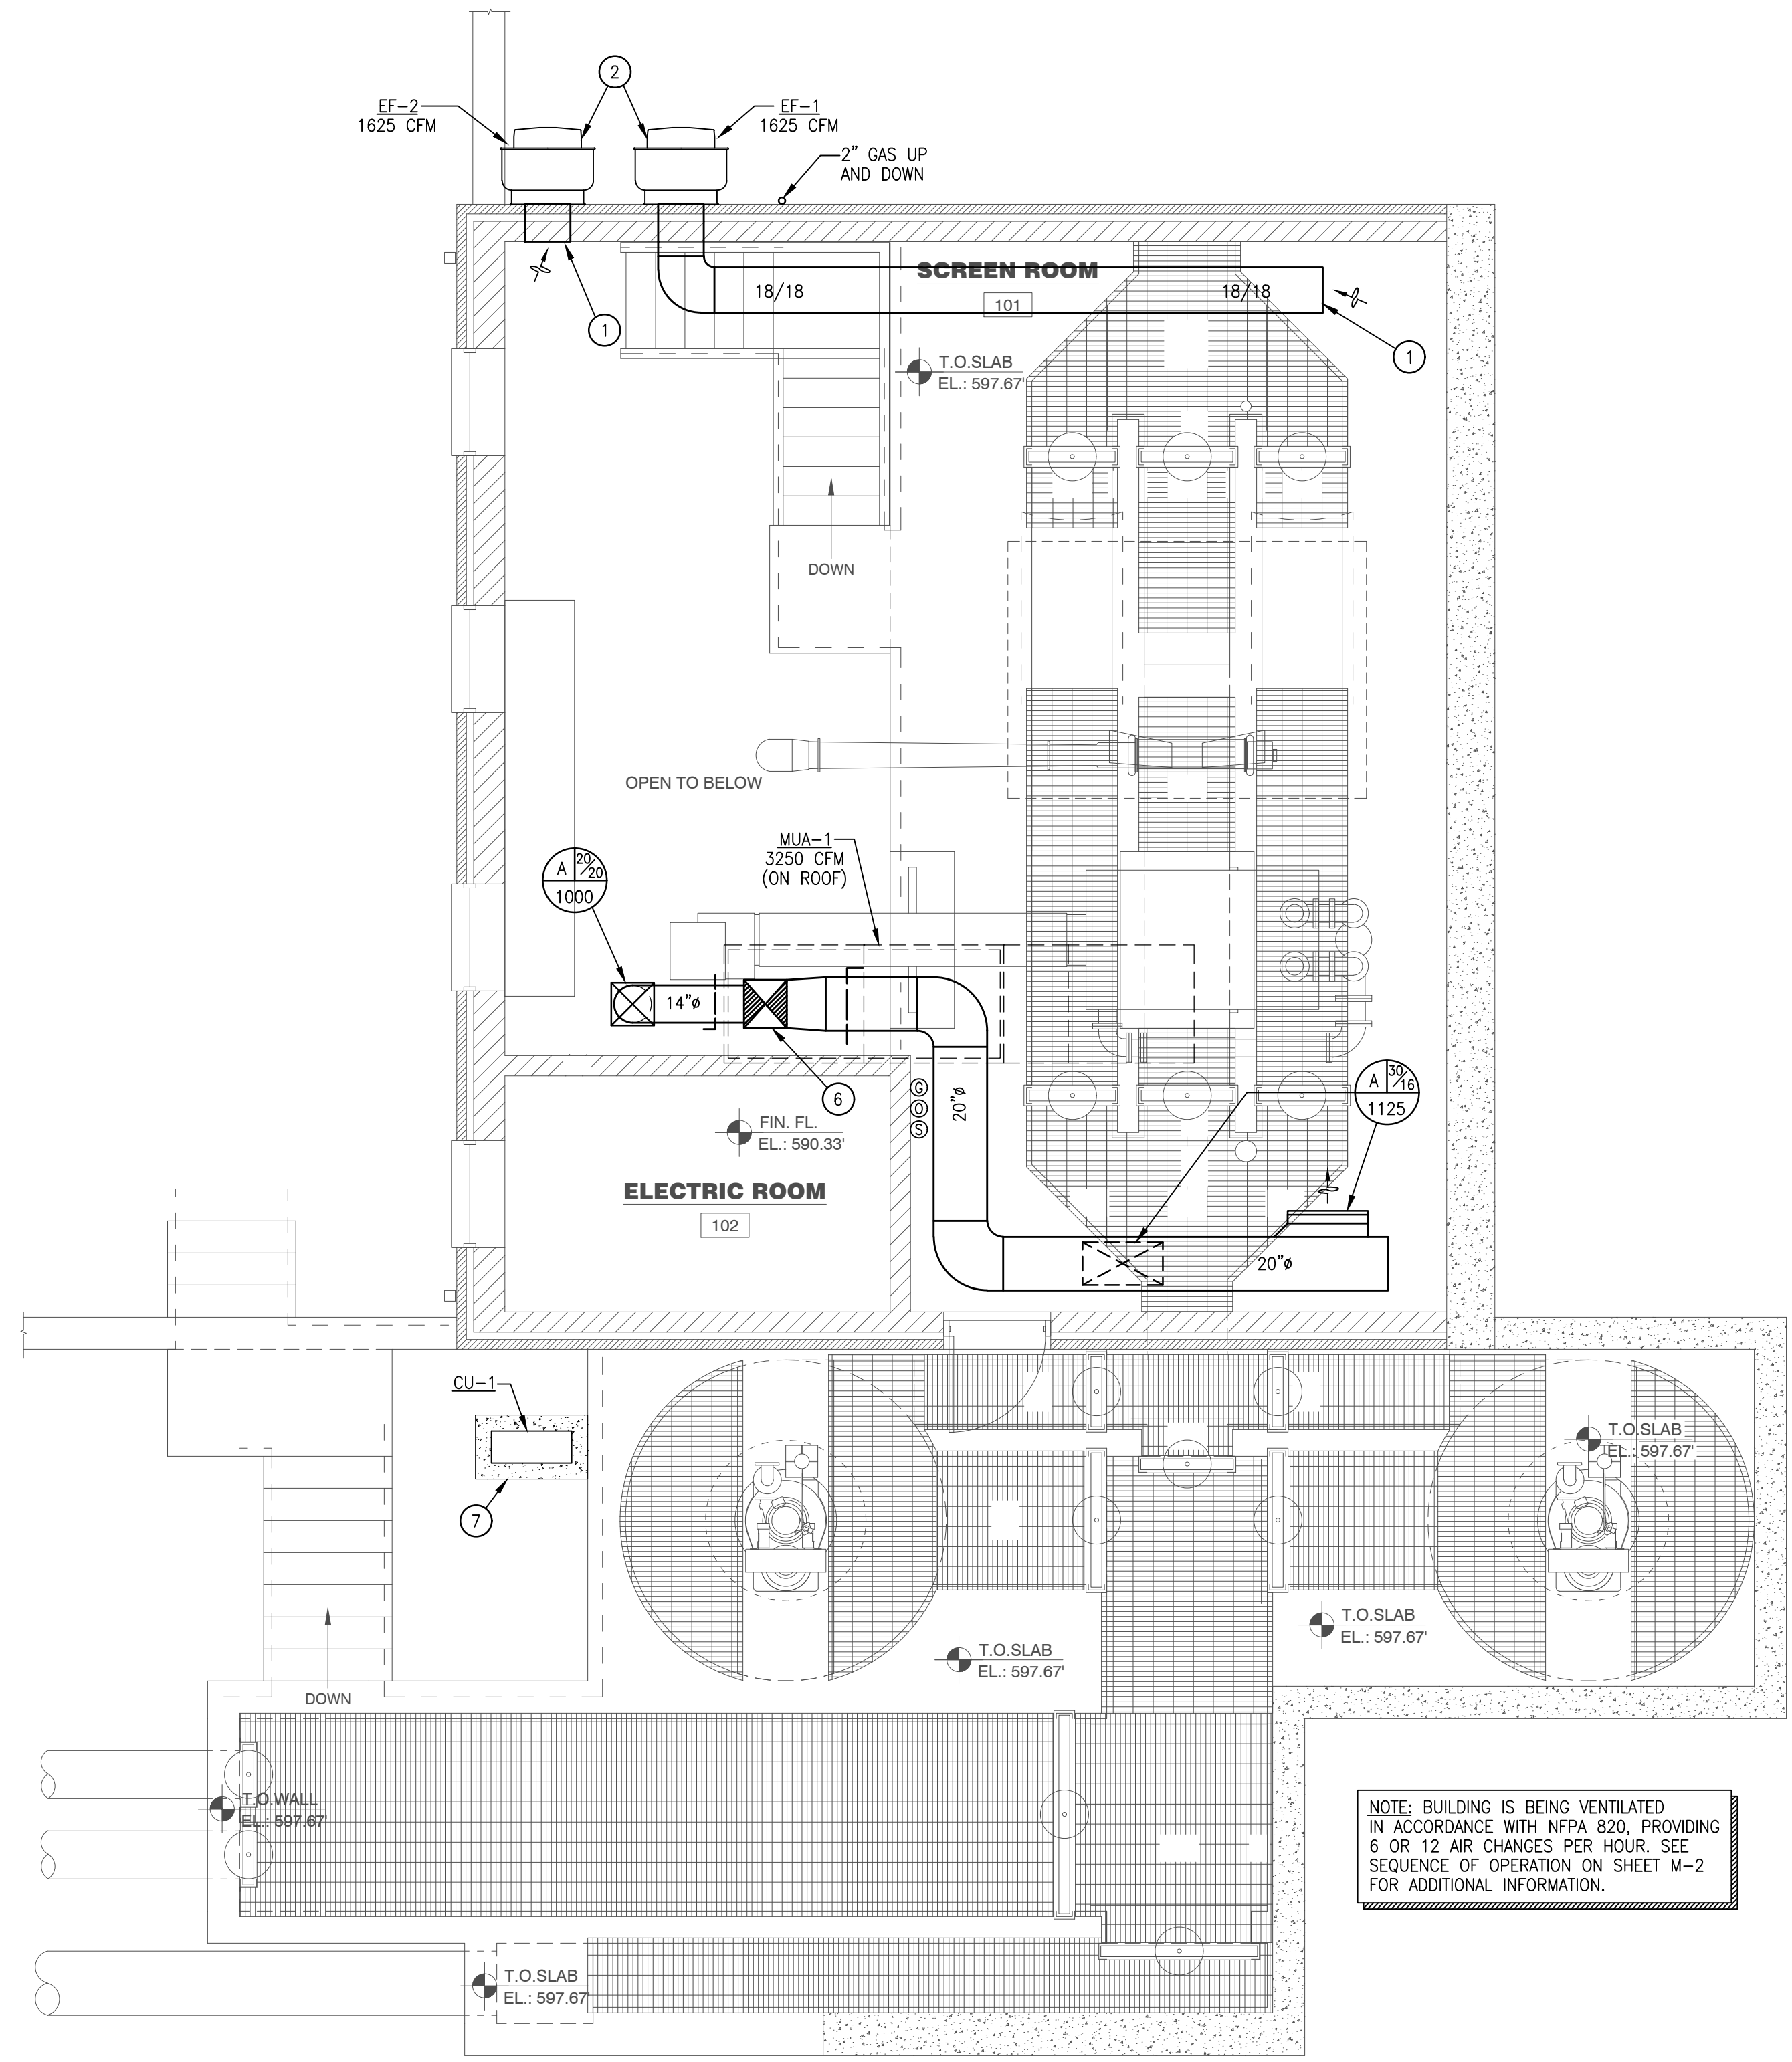 2
EF-2
1625 CFM
EF-1
1625 CFM
2" GAS UP
AND DOWN
SCREEN ROOM
101
18/18
18/18
1
1
T.O.SLAB
EL.: 597.67'
DOWN
OPEN TO BELOW
MUA-1
3250 CFM
(ON ROOF)
A 20/20
1000
14"ø
6
G
O
S
20"ø
A 30/16
1125
FIN. FL.
EL.: 590.33'
ELECTRIC ROOM
102
20"ø
CU-1
7
T.O.SLAB
EL.: 597.67'
T.O.SLAB
EL.: 597.67'
T.O.SLAB
EL.: 597.67'
DOWN
T.O.WALL
EL.: 597.67'
NOTE: BUILDING IS BEING VENTILATED
IN ACCORDANCE WITH NFPA 820, PROVIDING
6 OR 12 AIR CHANGES PER HOUR. SEE
SEQUENCE OF OPERATION ON SHEET M-2
FOR ADDITIONAL INFORMATION.
T.O.SLAB
EL.: 597.67'